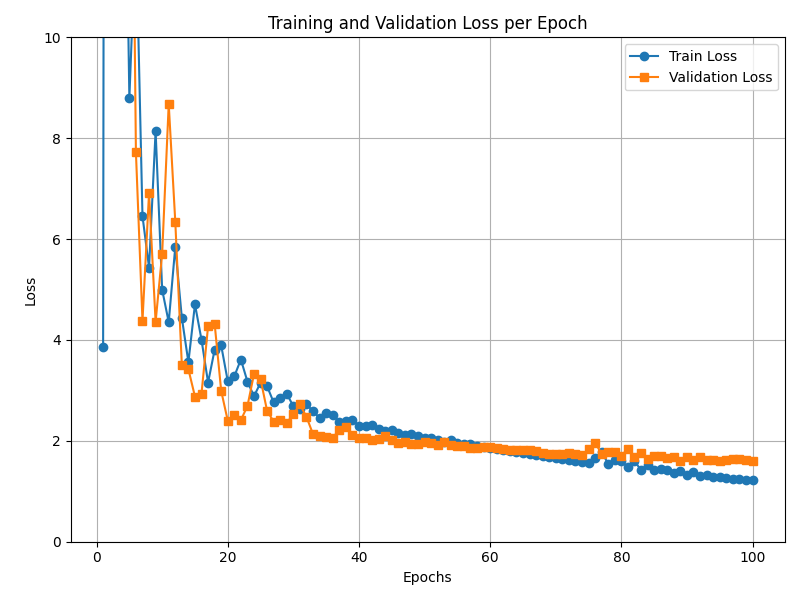 Training and Validation Loss per Epoch
Train Loss
Validation Loss
Loss
10
8
6
4
2
0
0 20 40 60 80 100
Epochs